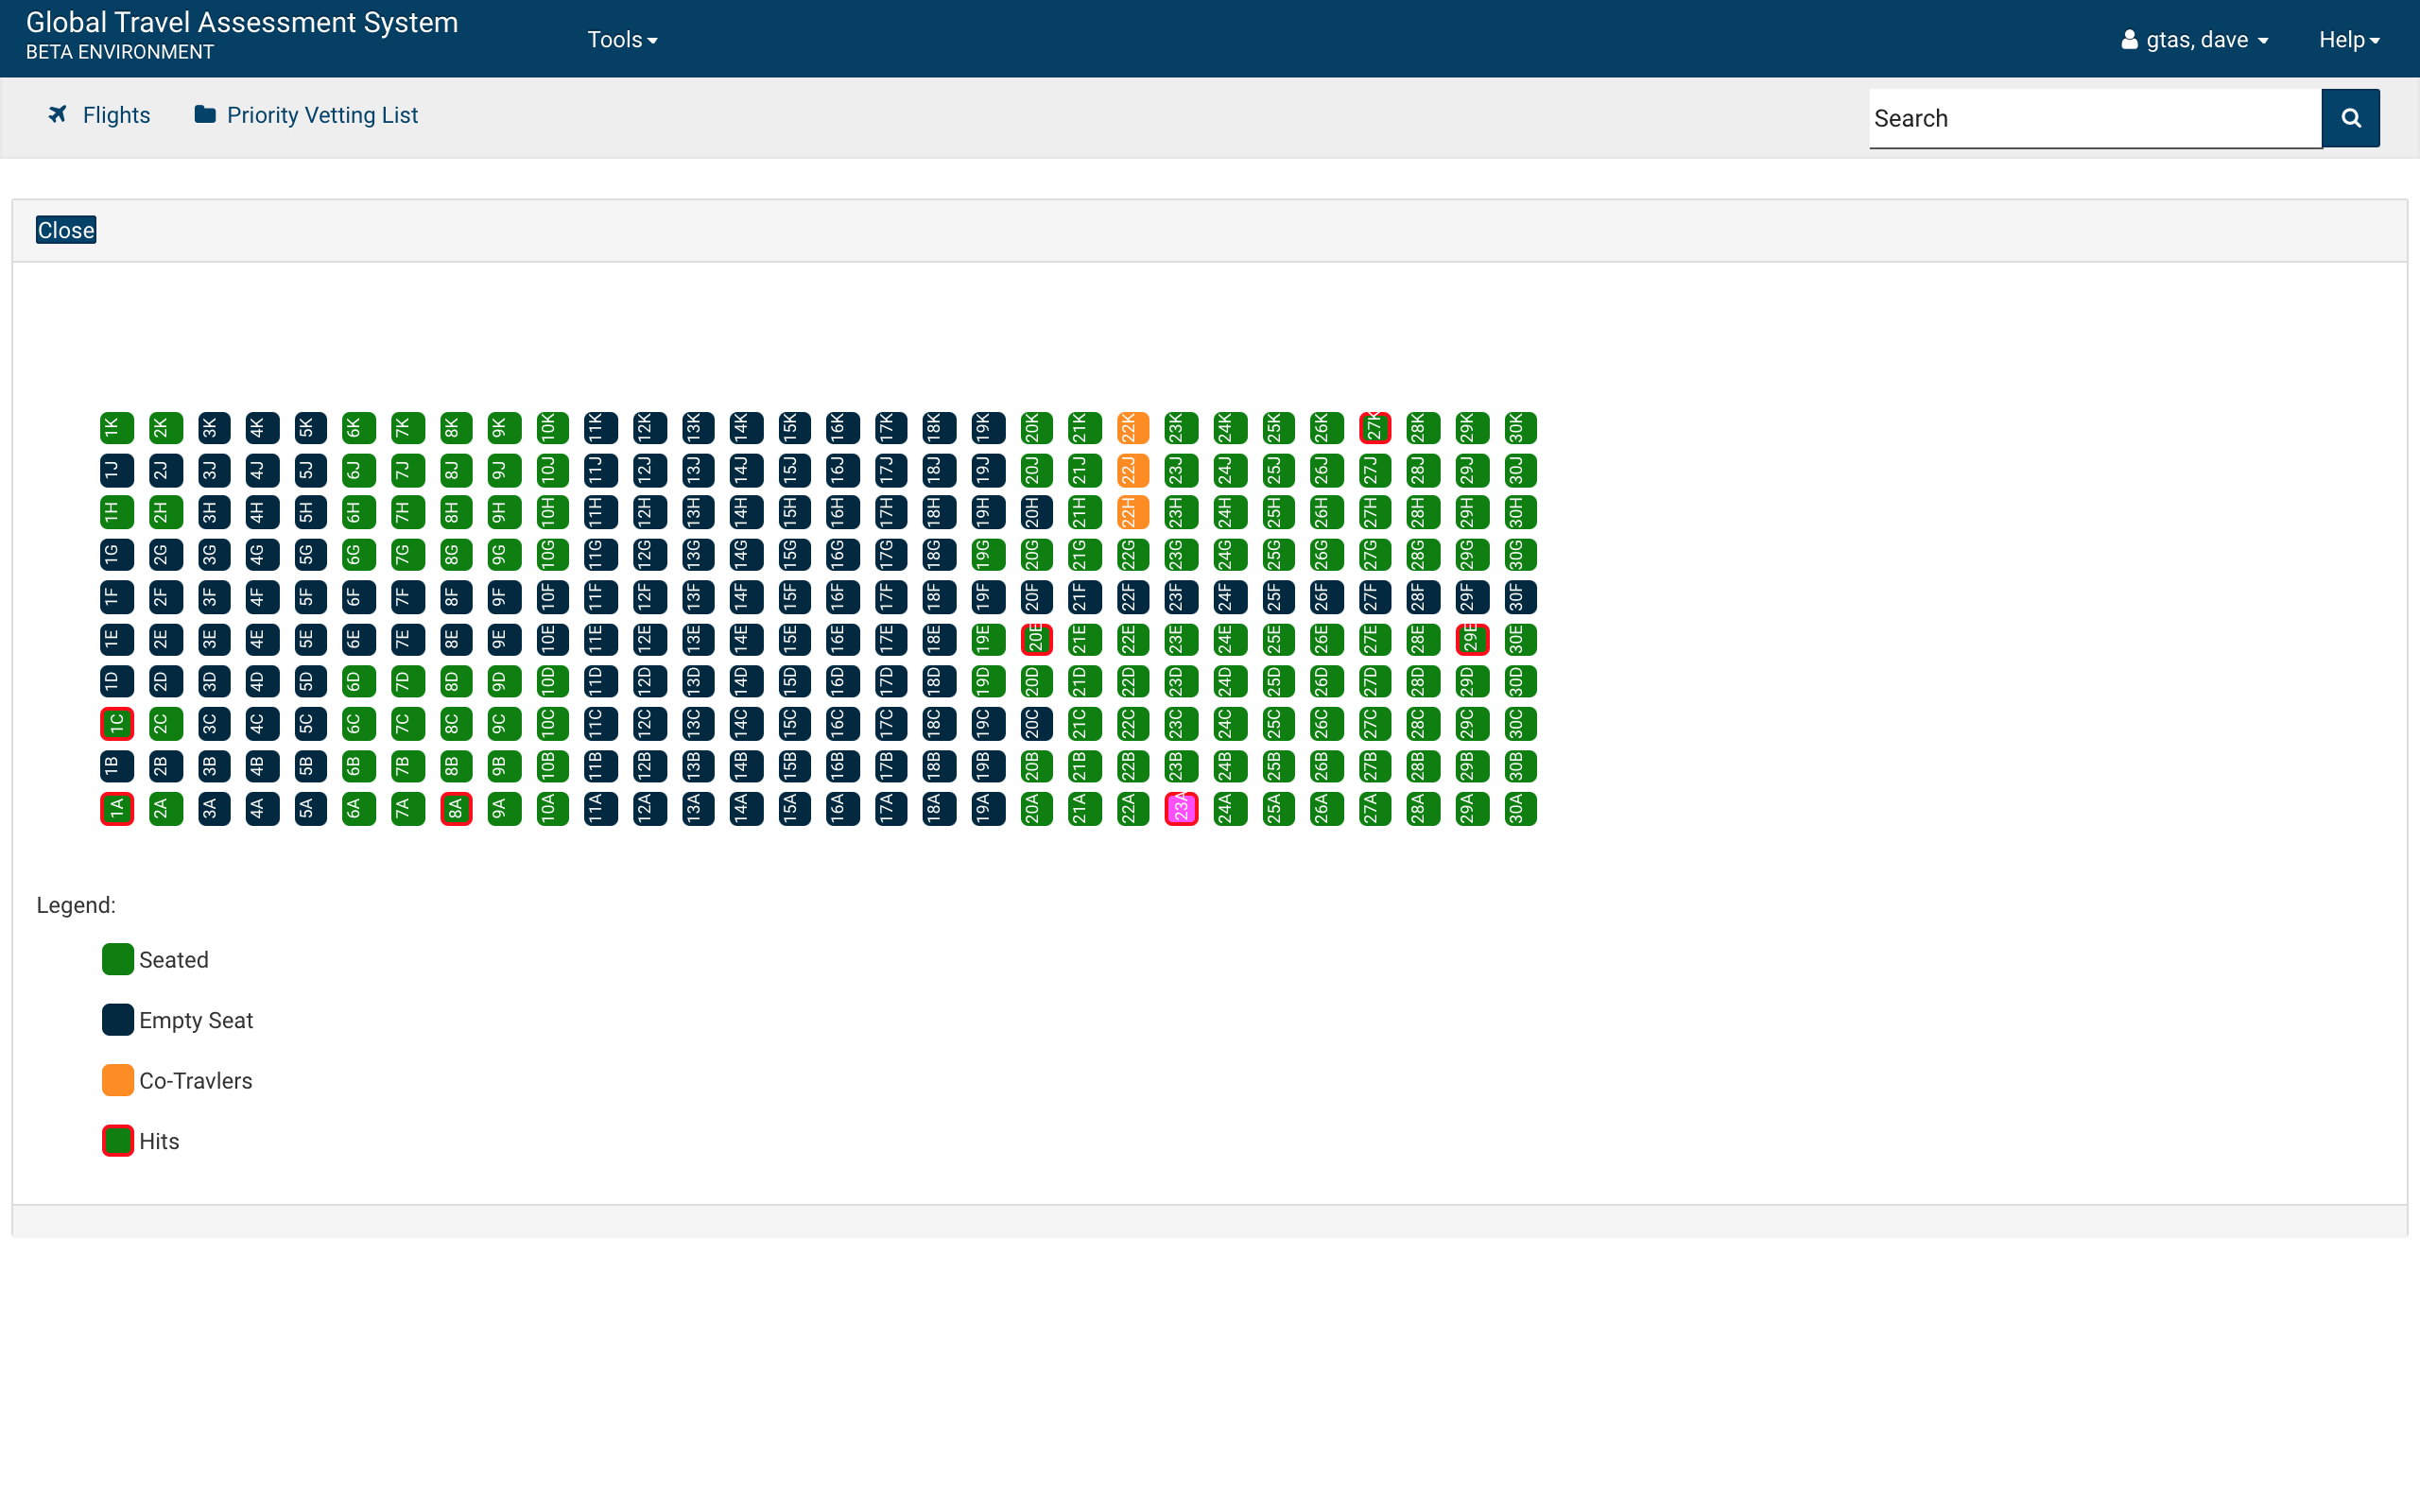 Global Travel Assessment System
BETA ENVIRONMENT
Tools
gtas, dave
Help
Flights
Priority Vetting List
Search
Close
1K 2K 3K 4K 5K 6K 7K 8K 9K 10K 11K 12K 13K 14K 15K 16K 17K 18K 19K 20K 21K 22K 23K 24K 25K 26K 27K 28K 29K 30K
1J 2J 3J 4J 5J 6J 7J 8J 9J 10J 11J 12J 13J 14J 15J 16J 17J 18J 19J 20J 21J 22J 23J 24J 25J 26J 27J 28J 29J 30J
1H 2H 3H 4H 5H 6H 7H 8H 9H 10H 11H 12H 13H 14H 15H 16H 17H 18H 19H 20H 21H 22H 23H 24H 25H 26H 27H 28H 29H 30H
1G 2G 3G 4G 5G 6G 7G 8G 9G 10G 11G 12G 13G 14G 15G 16G 17G 18G 19G 20G 21G 22G 23G 24G 25G 26G 27G 28G 29G 30G
1F 2F 3F 4F 5F 6F 7F 8F 9F 10F 11F 12F 13F 14F 15F 16F 17F 18F 19F 20F 21F 22F 23F 24F 25F 26F 27F 28F 29F 30F
1E 2E 3E 4E 5E 6E 7E 8E 9E 10E 11E 12E 13E 14E 15E 16E 17E 18E 19E 20E 21E 22E 23E 24E 25E 26E 27E 28E 29E 30E
1D 2D 3D 4D 5D 6D 7D 8D 9D 10D 11D 12D 13D 14D 15D 16D 17D 18D 19D 20D 21D 22D 23D 24D 25D 26D 27D 28D 29D 30D
1C 2C 3C 4C 5C 6C 7C 8C 9C 10C 11C 12C 13C 14C 15C 16C 17C 18C 19C 20C 21C 22C 23C 24C 25C 26C 27C 28C 29C 30C
1B 2B 3B 4B 5B 6B 7B 8B 9B 10B 11B 12B 13B 14B 15B 16B 17B 18B 19B 20B 21B 22B 23B 24B 25B 26B 27B 28B 29B 30B
1A 2A 3A 4A 5A 6A 7A 8A 9A 10A 11A 12A 13A 14A 15A 16A 17A 18A 19A 20A 21A 22A 23A 24A 25A 26A 27A 28A 29A 30A
Legend:
Seated
Empty Seat
Co-Travlers
Hits